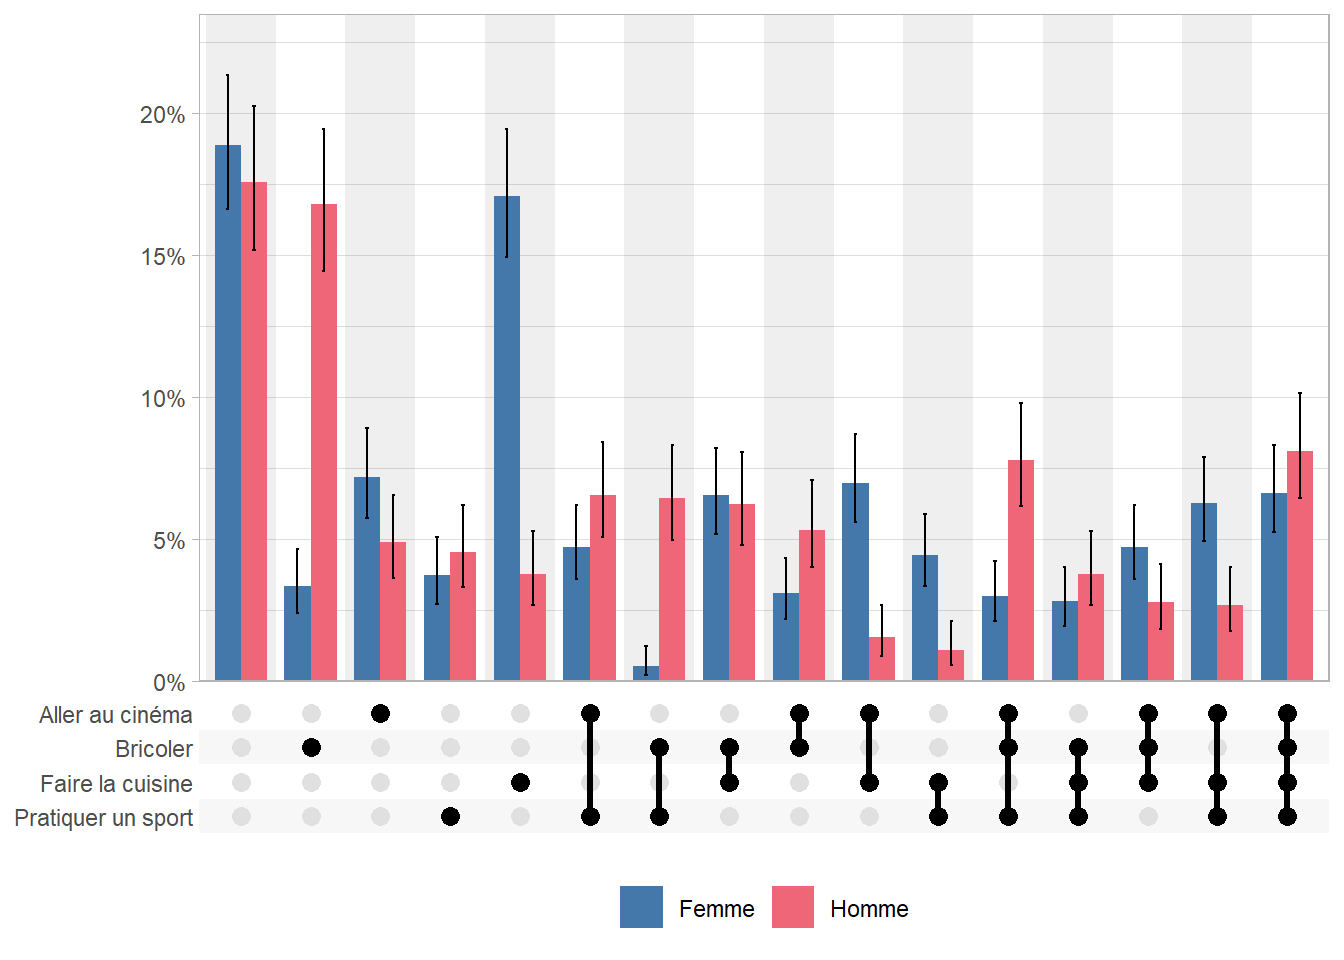 20%
15%
10%
5%
0%
Aller au cinéma
Bricoler
Faire la cuisine
Pratiquer un sport
Femme Homme